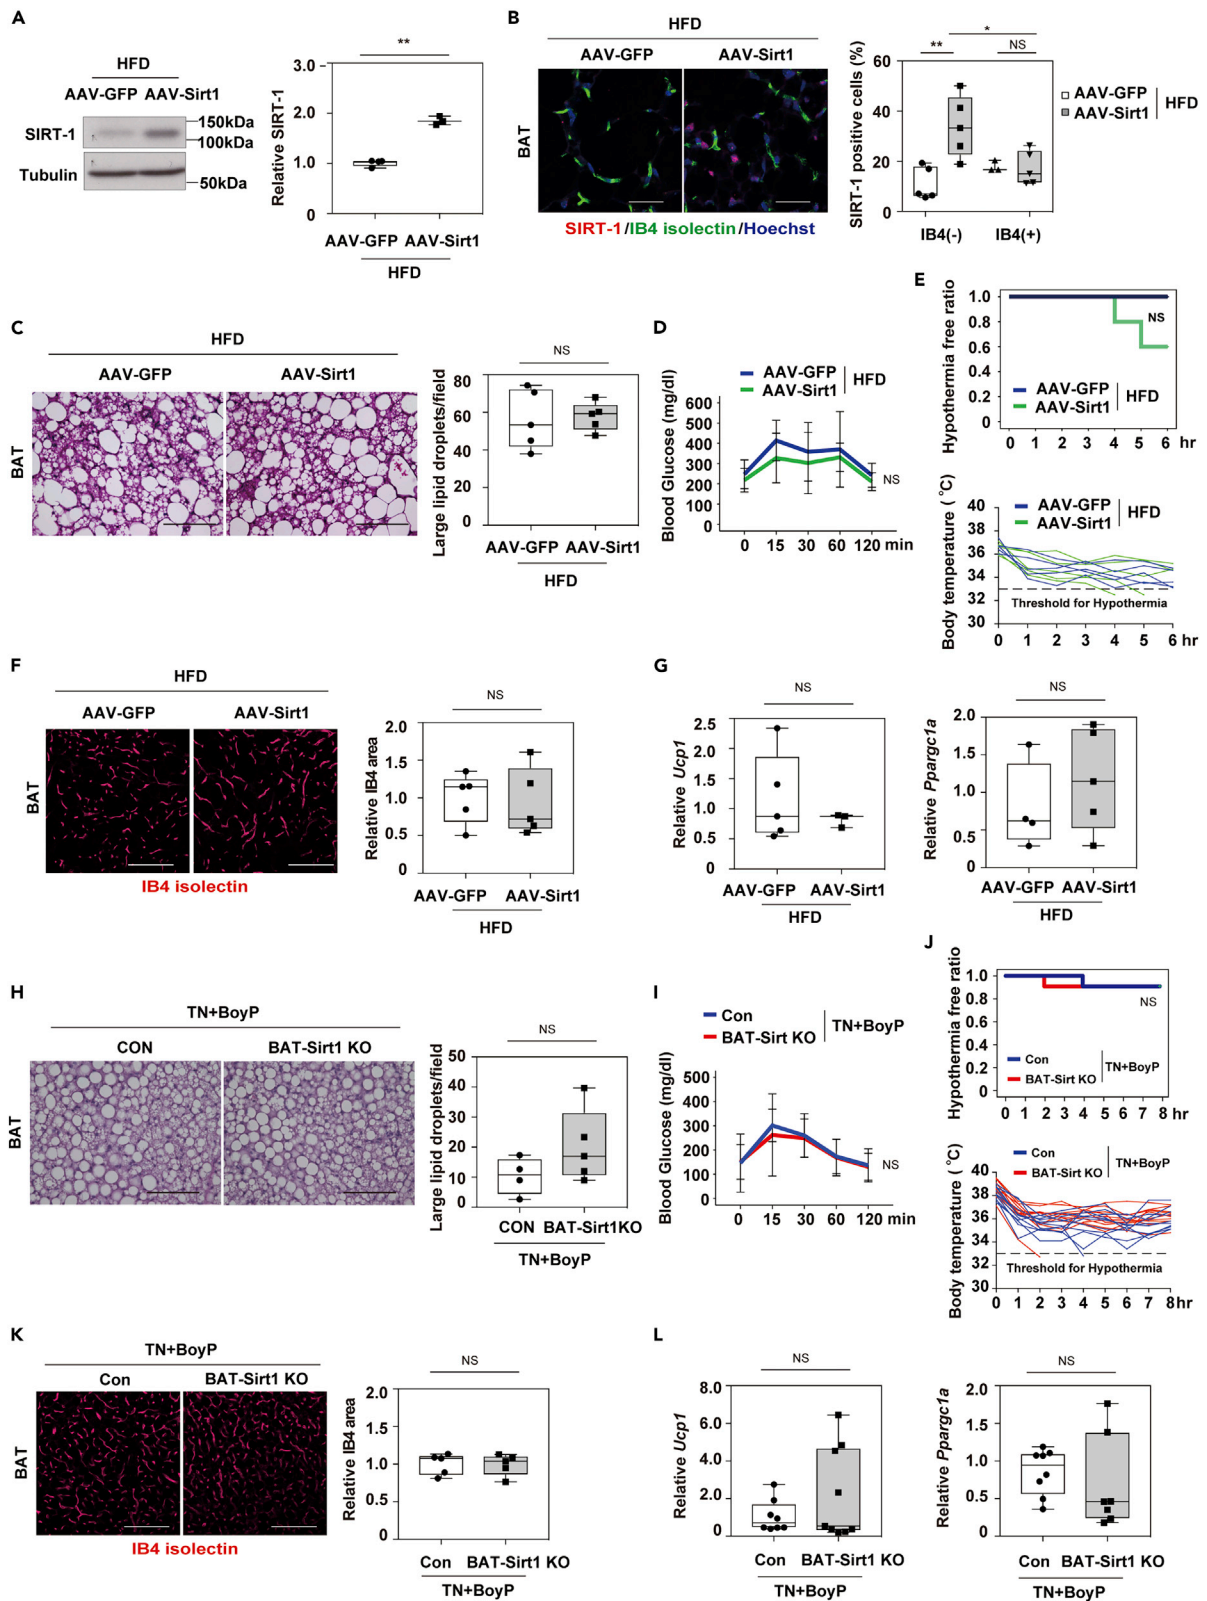 A
HFD
AAV-GFP AAV-Sirt1
SIRT-1
150kDa
100kDa
Tubulin
50kDa
**
Relative SIRT-1
3.0
2.0
1.0
0
AAV-GFP AAV-Sirt1
HFD
B
HFD
AAV-GFP AAV-Sirt1
BAT
SIRT-1/IB4 isolectin/Hoechst
*
** NS
SIRT-1 positive cells (%)
60
40
20
0
IB4(-) IB4(+)
AAV-GFP
AAV-Sirt1
HFD
C
HFD
AAV-GFP AAV-Sirt1
BAT
NS
Large lipid droplets/field
80
60
40
20
0
AAV-GFP AAV-Sirt1
HFD
D
AAV-GFP
AAV-Sirt1
HFD
Blood Glucose (mg/dl)
600
500
400
300
200
100
0
NS
0 15 30 60 120 min
E
Hypothermia free ratio
1.0
0.8
0.6
0.4
0.2
0
NS
AAV-GFP
AAV-Sirt1
HFD
0 1 2 3 4 5 6 hr
AAV-GFP
AAV-Sirt1
HFD
Body temperature ( °C)
40
38
36
34
32
30
Threshold for Hypothermia
0 1 2 3 4 5 6 hr
F
HFD
AAV-GFP AAV-Sirt1
BAT
IB4 isolectin
NS
Relative IB4 area
2.0
1.5
1.0
0.5
0
AAV-GFP AAV-Sirt1
HFD
G
NS
Relative Ucp1
2.5
2.0
1.5
1.0
0.5
0
AAV-GFP AAV-Sirt1
HFD
NS
Relative Ppargc1a
2.0
1.5
1.0
0.5
0
AAV-GFP AAV-Sirt1
HFD
H
TN+BoyP
CON BAT-Sirt1 KO
BAT
NS
Large lipid droplets/field
50
40
30
20
10
0
CON BAT-Sirt1KO
TN+BoyP
I
Con
BAT-Sirt KO
TN+BoyP
Blood Glucose (mg/dl)
500
400
300
200
100
0
NS
0 15 30 60 120 min
J
Hypothermia free ratio
1.0
0.8
0.6
0.4
0.2
0
NS
Con
BAT-Sirt KO
TN+BoyP
0 1 2 3 4 5 6 7 8 hr
Con
BAT-Sirt KO
TN+BoyP
Body temperature ( °C)
40
38
36
34
32
30
Threshold for Hypothermia
0 1 2 3 4 5 6 7 8 hr
K
TN+BoyP
Con BAT-Sirt1 KO
BAT
IB4 isolectin
NS
Relative IB4 area
2.0
1.5
1.0
0.5
0
Con BAT-Sirt1 KO
TN+BoyP
L
NS
Relative Ucp1
8.0
6.0
4.0
2.0
0
Con BAT-Sirt1 KO
TN+BoyP
NS
Relative Ppargc1a
2.0
1.5
1.0
0.5
0
Con BAT-Sirt1 KO
TN+BoyP